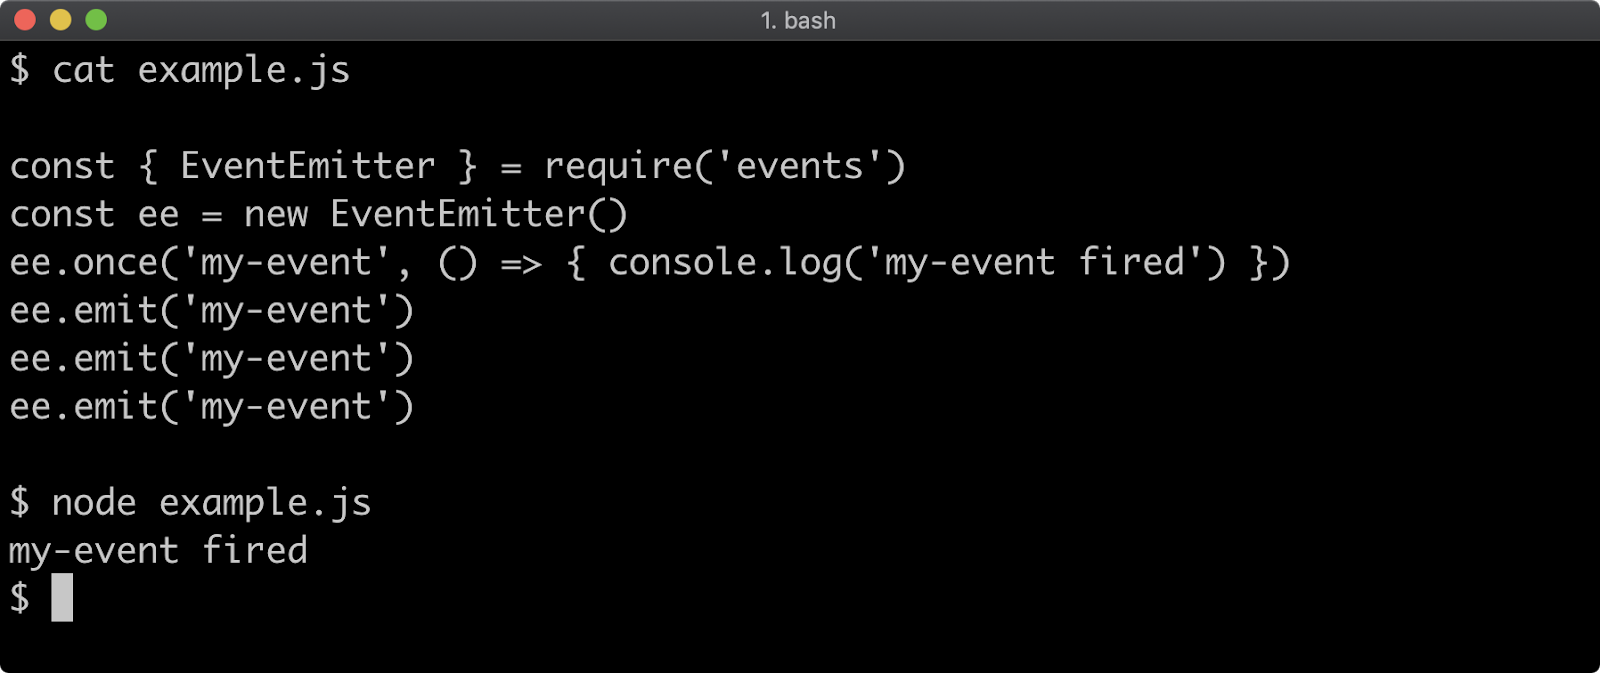 1. bash
$ cat example.js
const { EventEmitter } = require('events')
const ee = new EventEmitter()
ee.once('my-event', () => { console.log('my-event fired') })
ee.emit('my-event')
ee.emit('my-event')
ee.emit('my-event')
$ node example.js
my-event fired
$